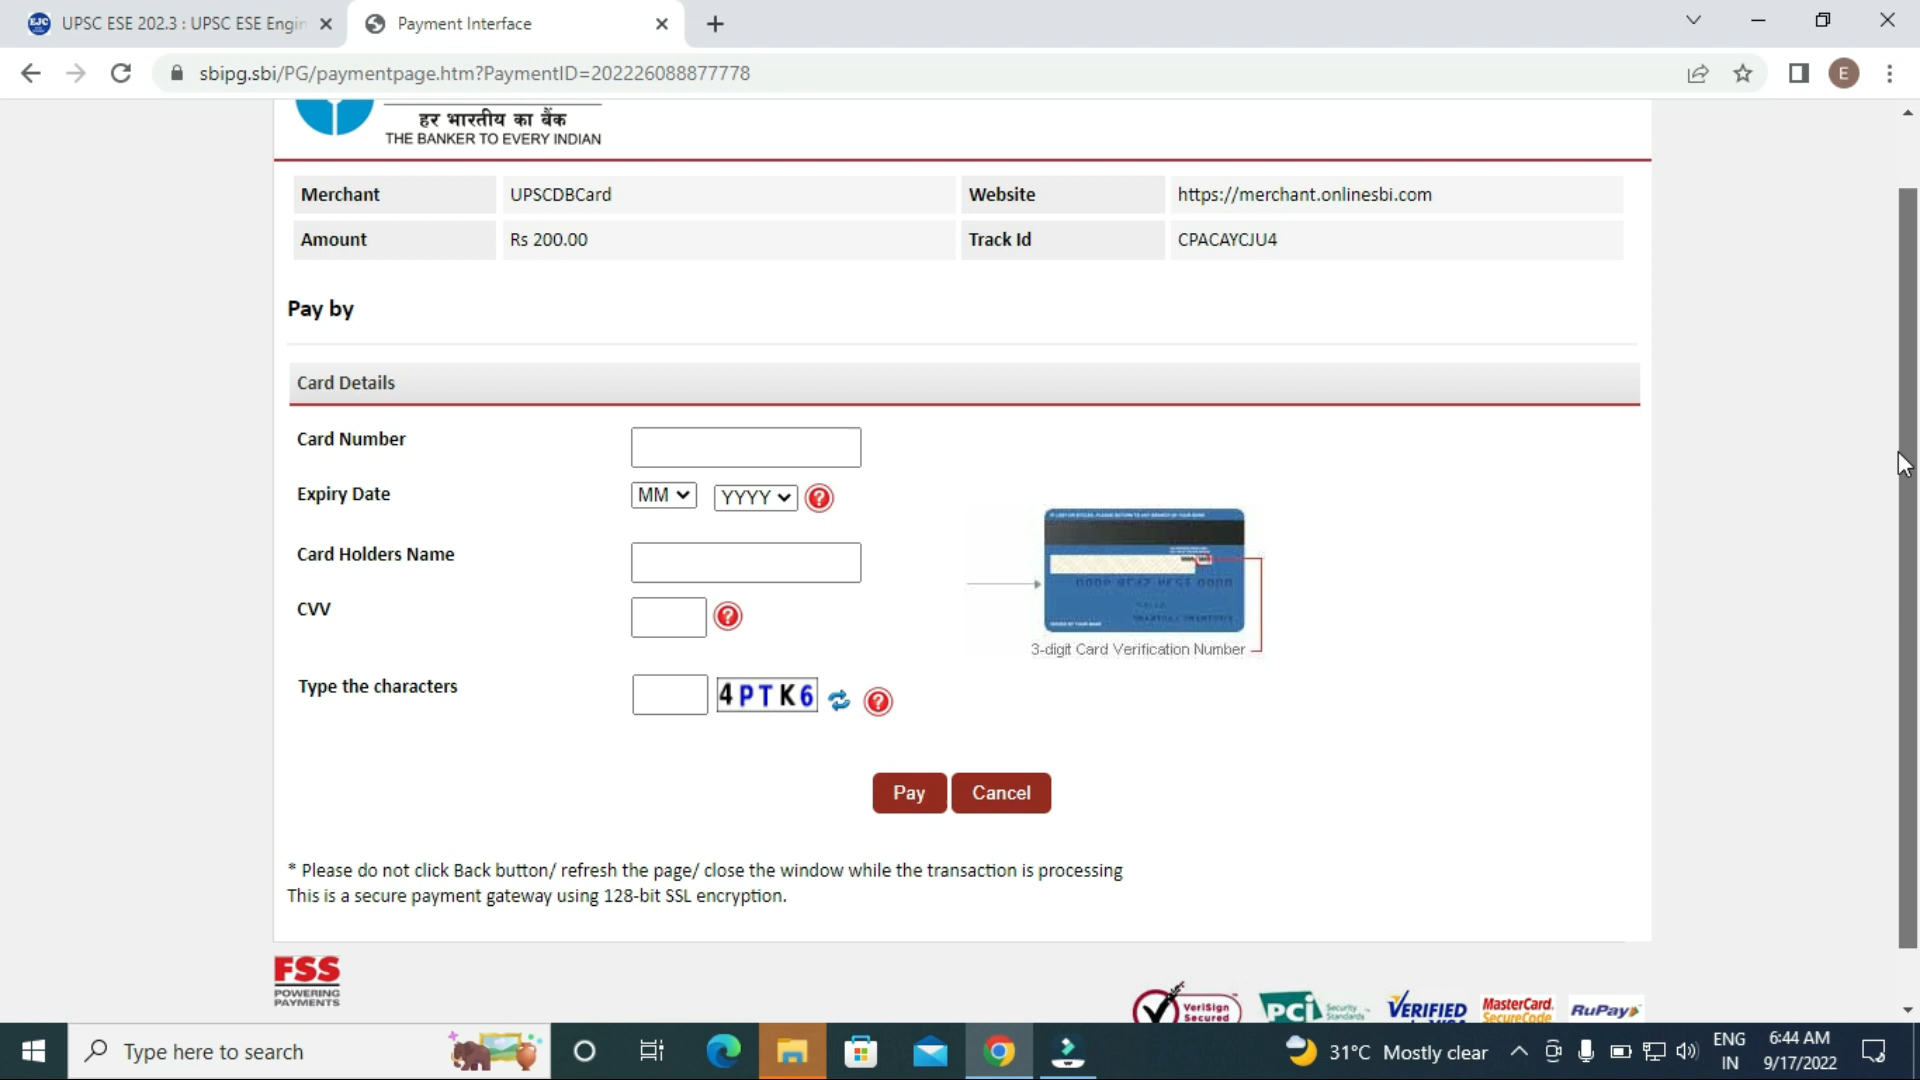 UPSC ESE 202.3 : UPSC ESE Engin
Payment Interface
sbipg.sbi/PG/paymentpage.htm?PaymentID=202226088877778
E
हर भारतीय का बैंक
THE BANKER TO EVERY INDIAN
Merchant UPSCDBCard Website https://merchant.onlinesbi.com
Amount Rs 200.00 Track Id CPACAYCJU4
Pay by
Card Details
Card Number
Expiry Date MM YYYY
Card Holders Name
CVV
3-digit Card Verification Number
Type the characters 4PTK6
Pay Cancel
* Please do not click Back button/ refresh the page/ close the window while the transaction is processing
This is a secure payment gateway using 128-bit SSL encryption.
FSS
POWERING
PAYMENTS
VeriSign
Secured
PCI Security
Standards
VERIFIED
MasterCard.
SecureCode
RuPay
Type here to search
31°C Mostly clear
ENG
IN
6:44 AM
9/17/2022